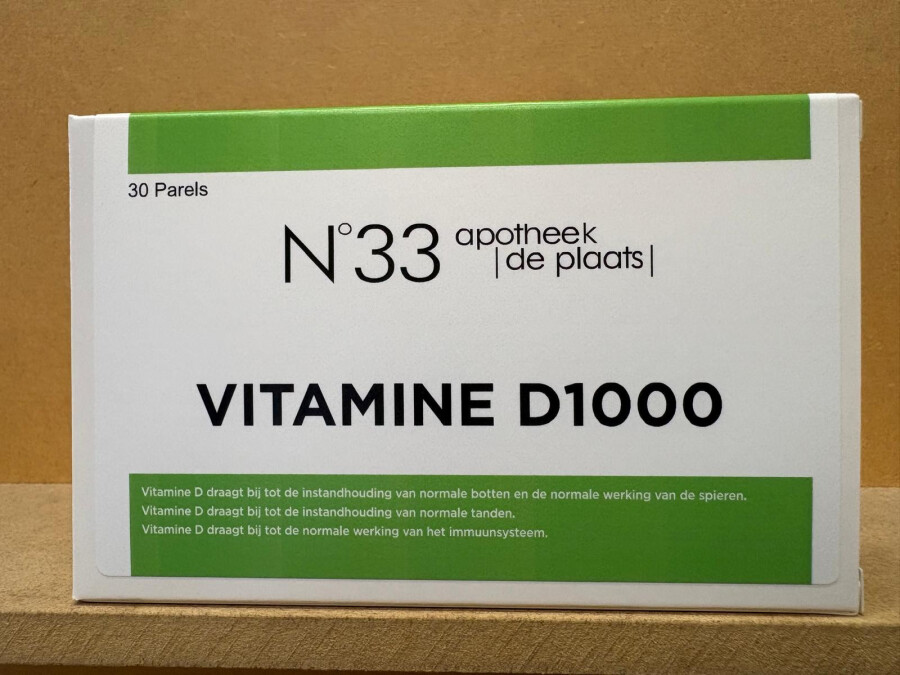 30 Parels
N°33 apotheek
|de plaats|
VITAMINE D1000
Vitamine D draagt bij tot de instandhouding van normale botten en de normale werking van de spieren.
Vitamine D draagt bij tot de instandhouding van normale tanden.
Vitamine D draagt bij tot de normale werking van het immuunsysteem.